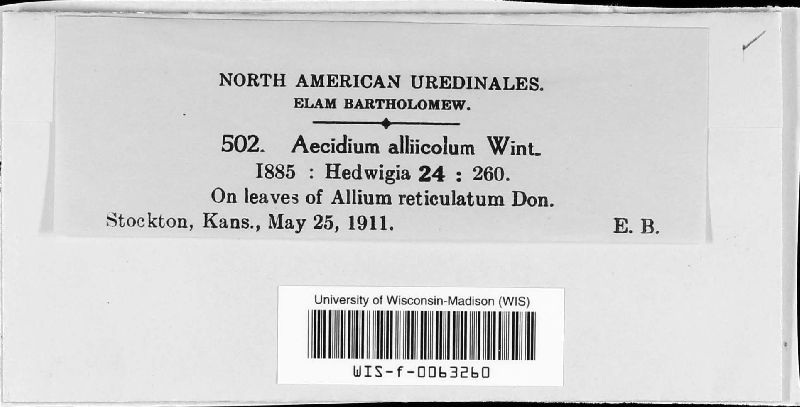 NORTH AMERICAN UREDINALES.
ELAM BARTHOLOMEW.
502. Aecidium alliicolum Wint.
1885 : Hedwigia 24 : 260.
On leaves of Allium reticulatum Don.
Stockton, Kans., May 25, 1911. E. B.
University of Wisconsin-Madison (WIS)
WIS-f-0063260